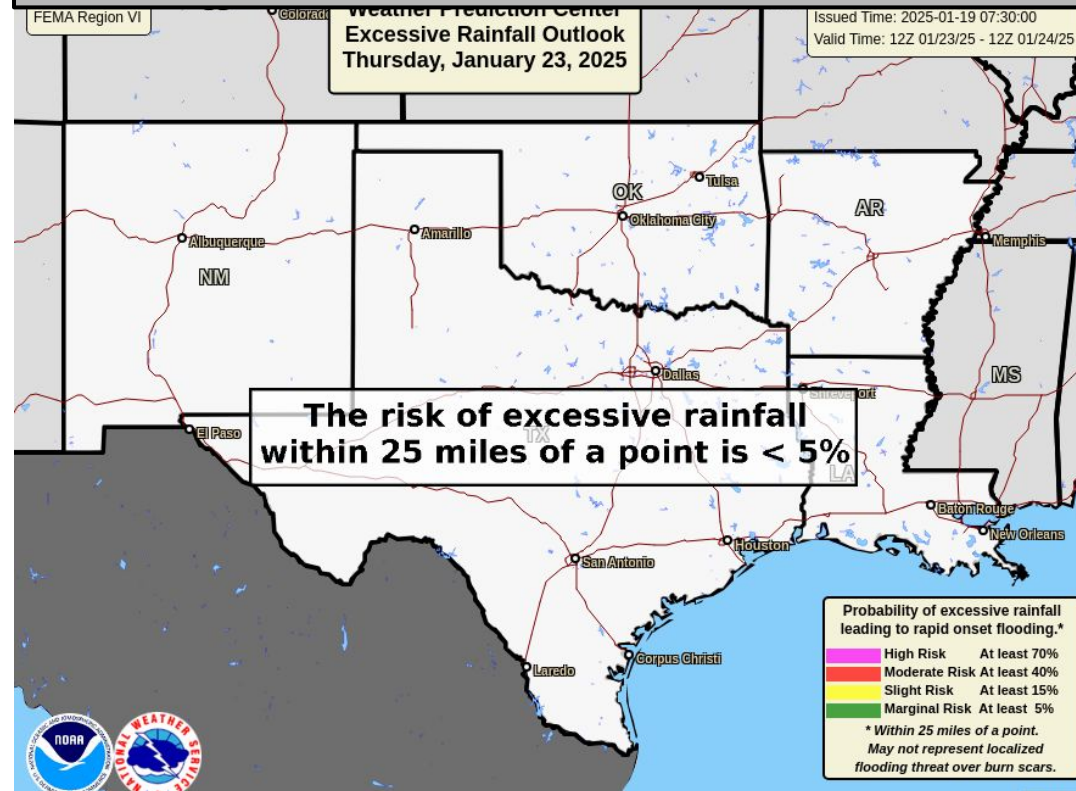 FEMA Region VI
Weather Prediction Center
Excessive Rainfall Outlook
Thursday, January 23, 2025
Issued Time: 2025-01-19 07:30:00
Valid Time: 12Z 01/23/25 - 12Z 01/24/25
Colorado
OK
Tulsa
Oklahoma City
AR
Albuquerque
Amarillo
Memphis
NM
Dallas
MS
Shreveport
The risk of excessive rainfall
within 25 miles of a point is < 5%
El Paso
TX
LA
Baton Rouge
New Orleans
Houston
San Antonio
Corpus Christi
Laredo
Probability of excessive rainfall
leading to rapid onset flooding.*
High Risk At least 70%
Moderate Risk At least 40%
Slight Risk At least 15%
Marginal Risk At least 5%
* Within 25 miles of a point.
May not represent localized
flooding threat over burn scars.
NOAA
NATIONAL WEATHER SERVICE